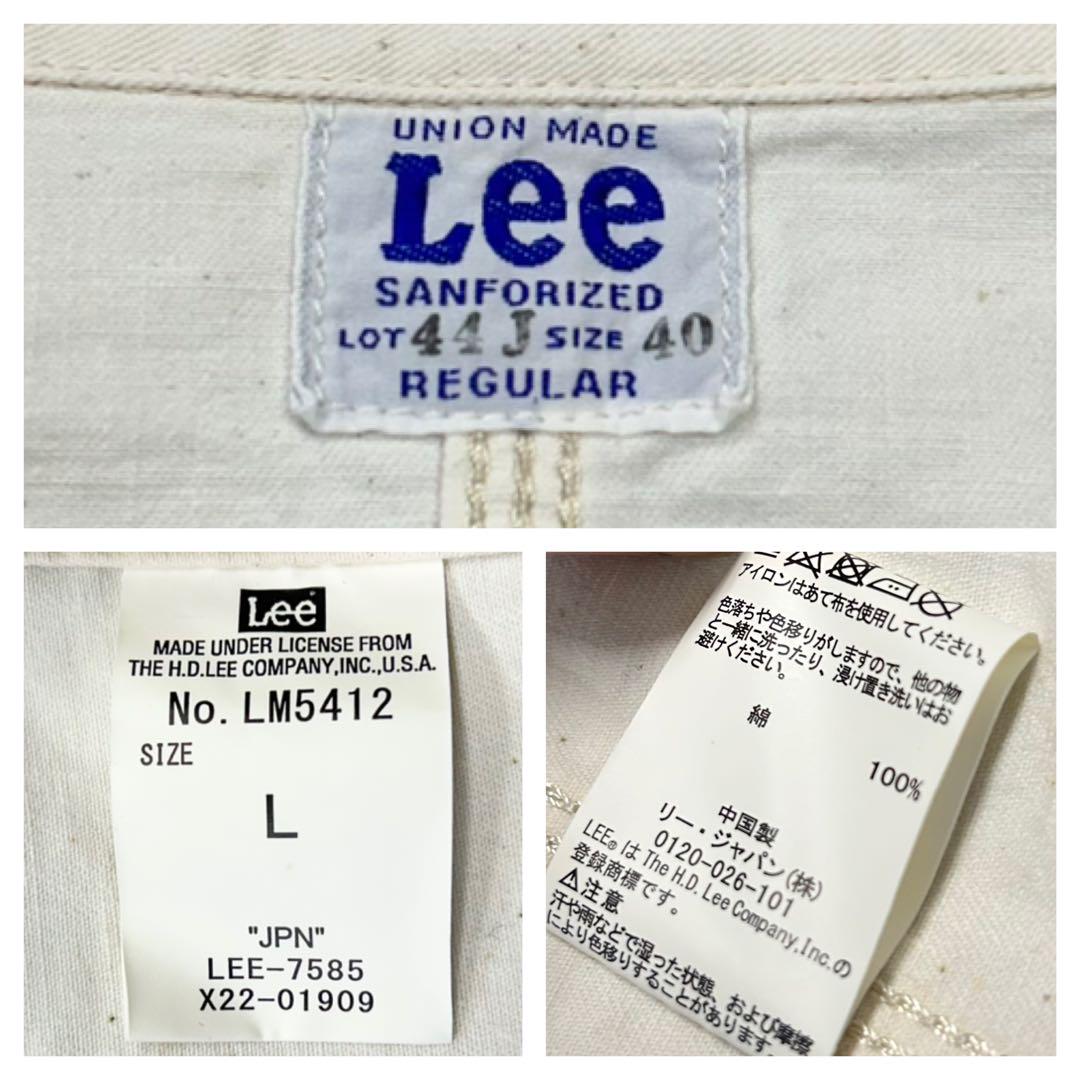 UNION MADE
Lee
SANFORIZED
LOT 44J SIZE 40
REGULAR
Lee®
MADE UNDER LICENSE FROM
THE H.D.LEE COMPANY,INC.,U.S.A.
No. LM5412
SIZE
L
"JPN"
LEE-7585
X22-01909
アイロンはあて布を使用してください。
色落ちや色移りがしますので、他の物
と一緒に洗ったり、浸け置き洗いはお
避けください。
綿
100%
中国製
リー・ジャパン(株)
0120-026-101
LEE®はThe H.D. Lee Company,Inc.の
登録商標です。
⚠注意
汗や雨などで湿った状態、および摩擦
により色移りすることがあります。